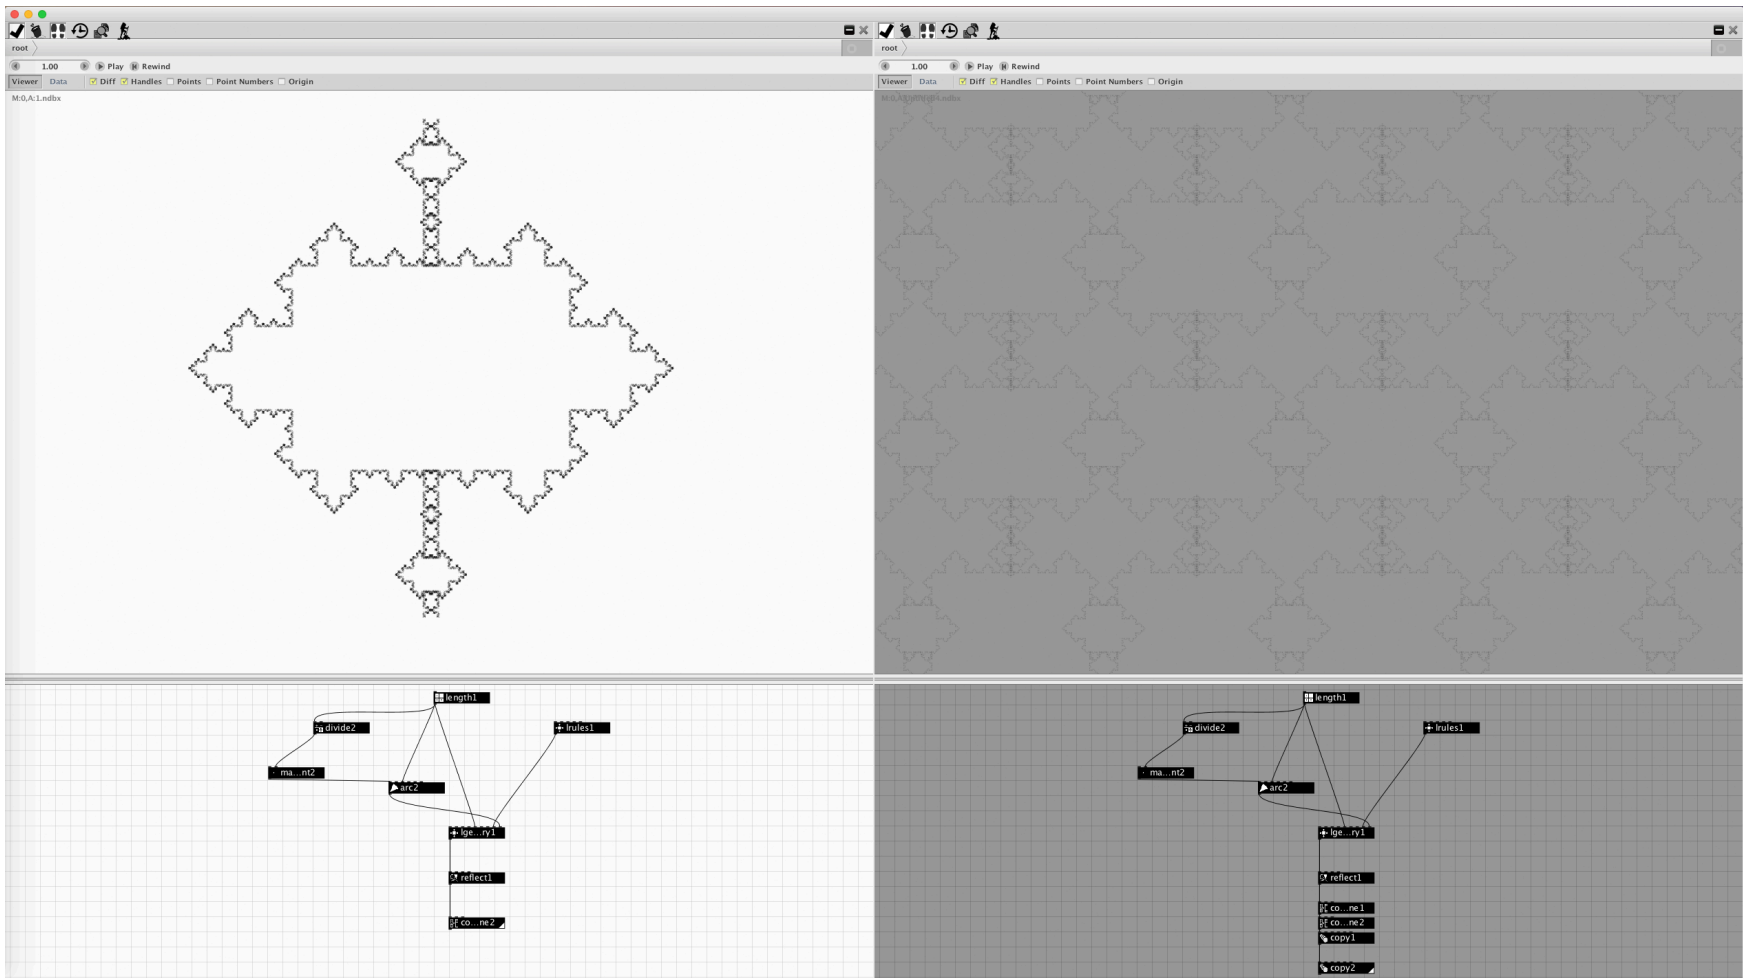 root
root
1.00 Play Rewind
1.00 Play Rewind
Viewer Data Diff Handles Points Point Numbers Origin
Viewer Data Diff Handles Points Point Numbers Origin
M:0,A:1.ndbx
length1
divide2
lrules1
ma...nt2
arc2
lge...ry1
reflect1
co...ne2
length1
divide2
lrules1
ma...nt2
arc2
lge...ry1
reflect1
co...ne1
co...ne2
copy1
copy2